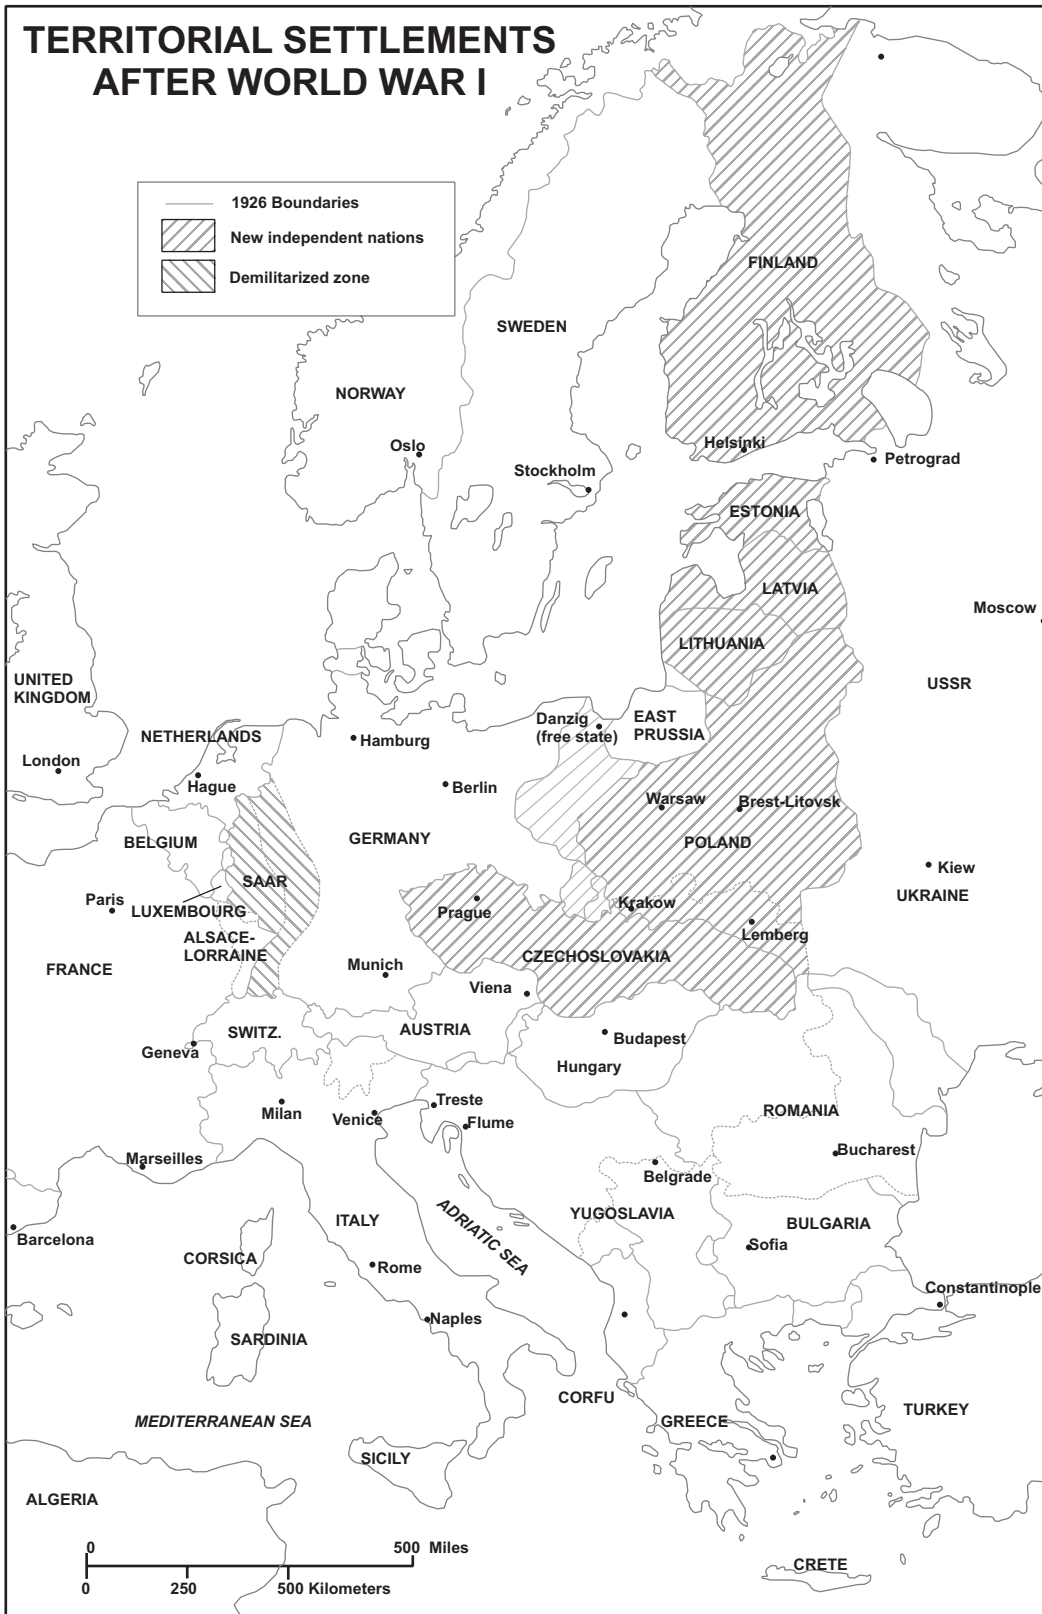 TERRITORIAL SETTLEMENTS
AFTER WORLD WAR I
1926 Boundaries
New independent nations
Demilitarized zone
FINLAND
SWEDEN
NORWAY
Oslo
Helsinki
Petrograd
Stockholm
ESTONIA
LATVIA
Moscow
LITHUANIA
UNITED
KINGDOM
USSR
Danzig
(free state)
EAST
PRUSSIA
NETHERLANDS
Hamburg
London
Hague
Berlin
Warsaw
Brest-Litovsk
BELGIUM
GERMANY
POLAND
Kiew
SAAR
UKRAINE
Paris
LUXEMBOURG
Prague
Krakow
Lemberg
ALSACE-
LORRAINE
CZECHOSLOVAKIA
FRANCE
Munich
Viena
SWITZ.
AUSTRIA
Budapest
Geneva
Hungary
Milan
Venice
Treste
Flume
ROMANIA
Bucharest
Marseilles
Belgrade
YUGOSLAVIA
ITALY
ADRIATIC SEA
BULGARIA
Barcelona
Sofia
CORSICA
Rome
Constantinople
Naples
SARDINIA
CORFU
TURKEY
GREECE
MEDITERRANEAN SEA
SICILY
ALGERIA
0 500 Miles
0 250 500 Kilometers
CRETE